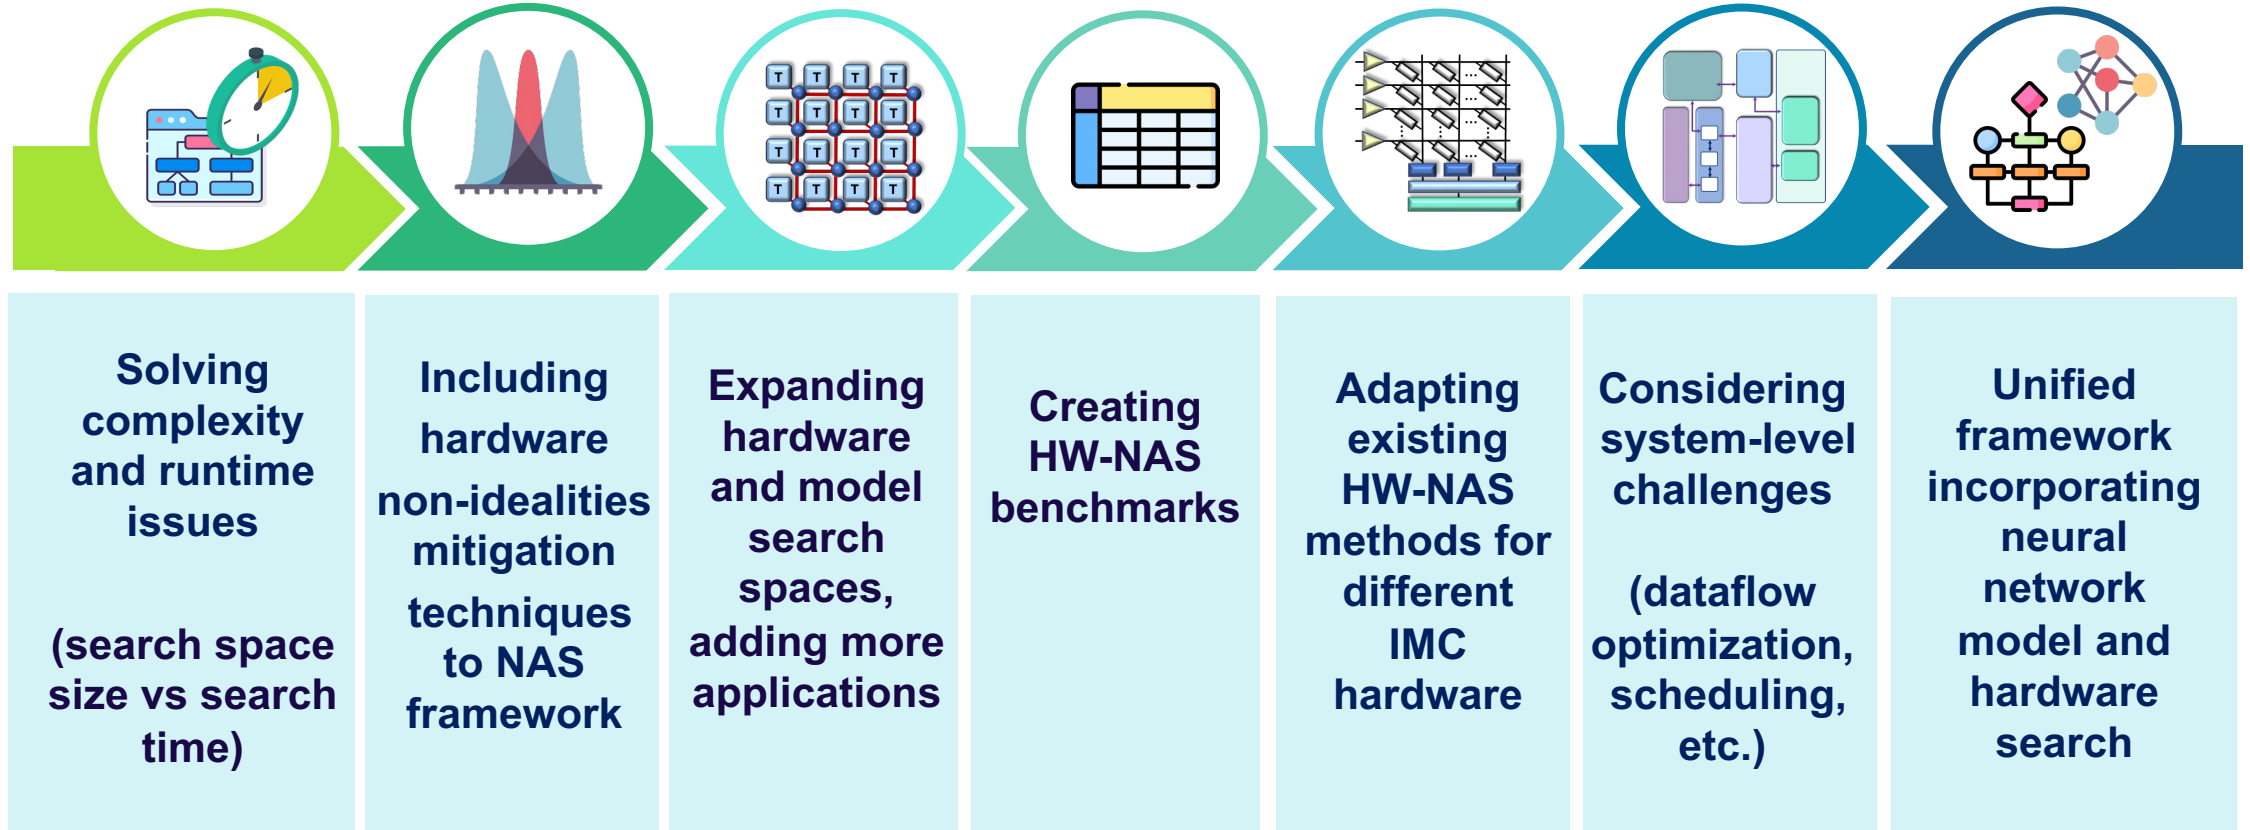 T T T T
T T T T
T T T T
T T T T
Solving
complexity
and runtime
issues
(search space
size vs search
time)
Including
hardware
non-idealities
mitigation
techniques
to NAS
framework
Expanding
hardware
and model
search
spaces,
adding more
applications
Creating
HW-NAS
benchmarks
Adapting
existing
HW-NAS
methods for
different
IMC
hardware
Considering
system-level
challenges
(dataflow
optimization,
scheduling,
etc.)
Unified
framework
incorporating
neural
network
model and
hardware
search